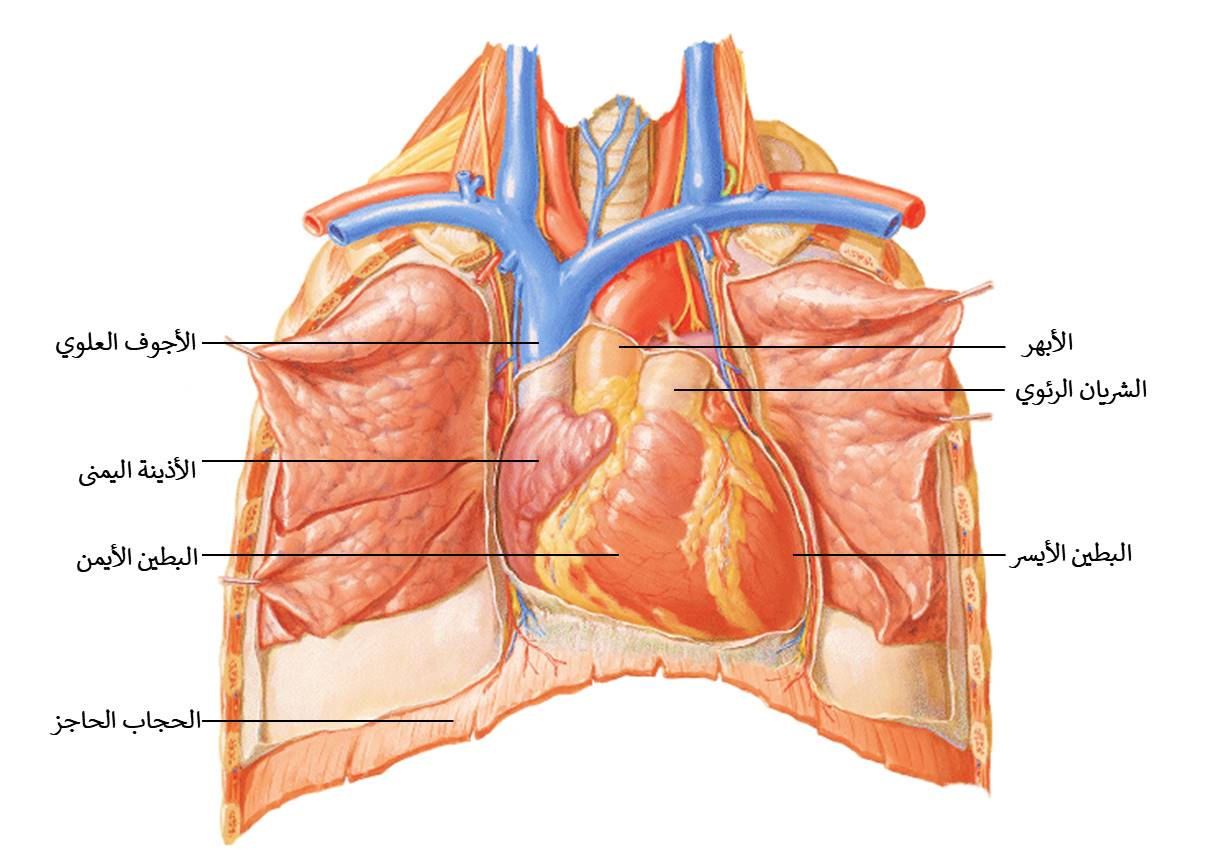 الأبهر
الأجوف العلوي
الشريان الرئوي
الأذينة اليمنى
البطين الأيسر
البطين الأيمن
الحجاب الحاجز